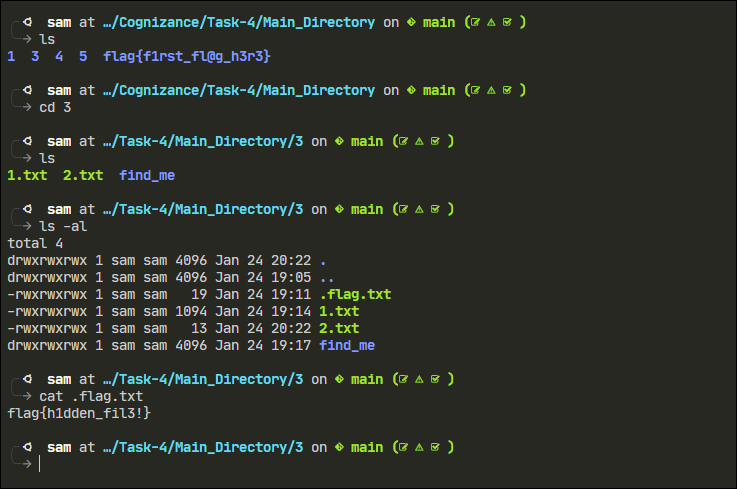 sam at …/Cognizance/Task-4/Main_Directory on main ( )
→ ls
1 3 4 5 flag{f1rst_fl@g_h3r3}
sam at …/Cognizance/Task-4/Main_Directory on main ( )
→ cd 3
sam at …/Task-4/Main_Directory/3 on main ( )
→ ls
1.txt 2.txt find_me
sam at …/Task-4/Main_Directory/3 on main ( )
→ ls -al
total 4
drwxrwxrwx 1 sam sam 4096 Jan 24 20:22 .
drwxrwxrwx 1 sam sam 4096 Jan 24 19:05 ..
-rwxrwxrwx 1 sam sam 19 Jan 24 19:11 .flag.txt
-rwxrwxrwx 1 sam sam 1094 Jan 24 19:14 1.txt
-rwxrwxrwx 1 sam sam 13 Jan 24 20:22 2.txt
drwxrwxrwx 1 sam sam 4096 Jan 24 19:17 find_me
sam at …/Task-4/Main_Directory/3 on main ( )
→ cat .flag.txt
flag{h1dden_fil3!}
sam at …/Task-4/Main_Directory/3 on main ( )
→